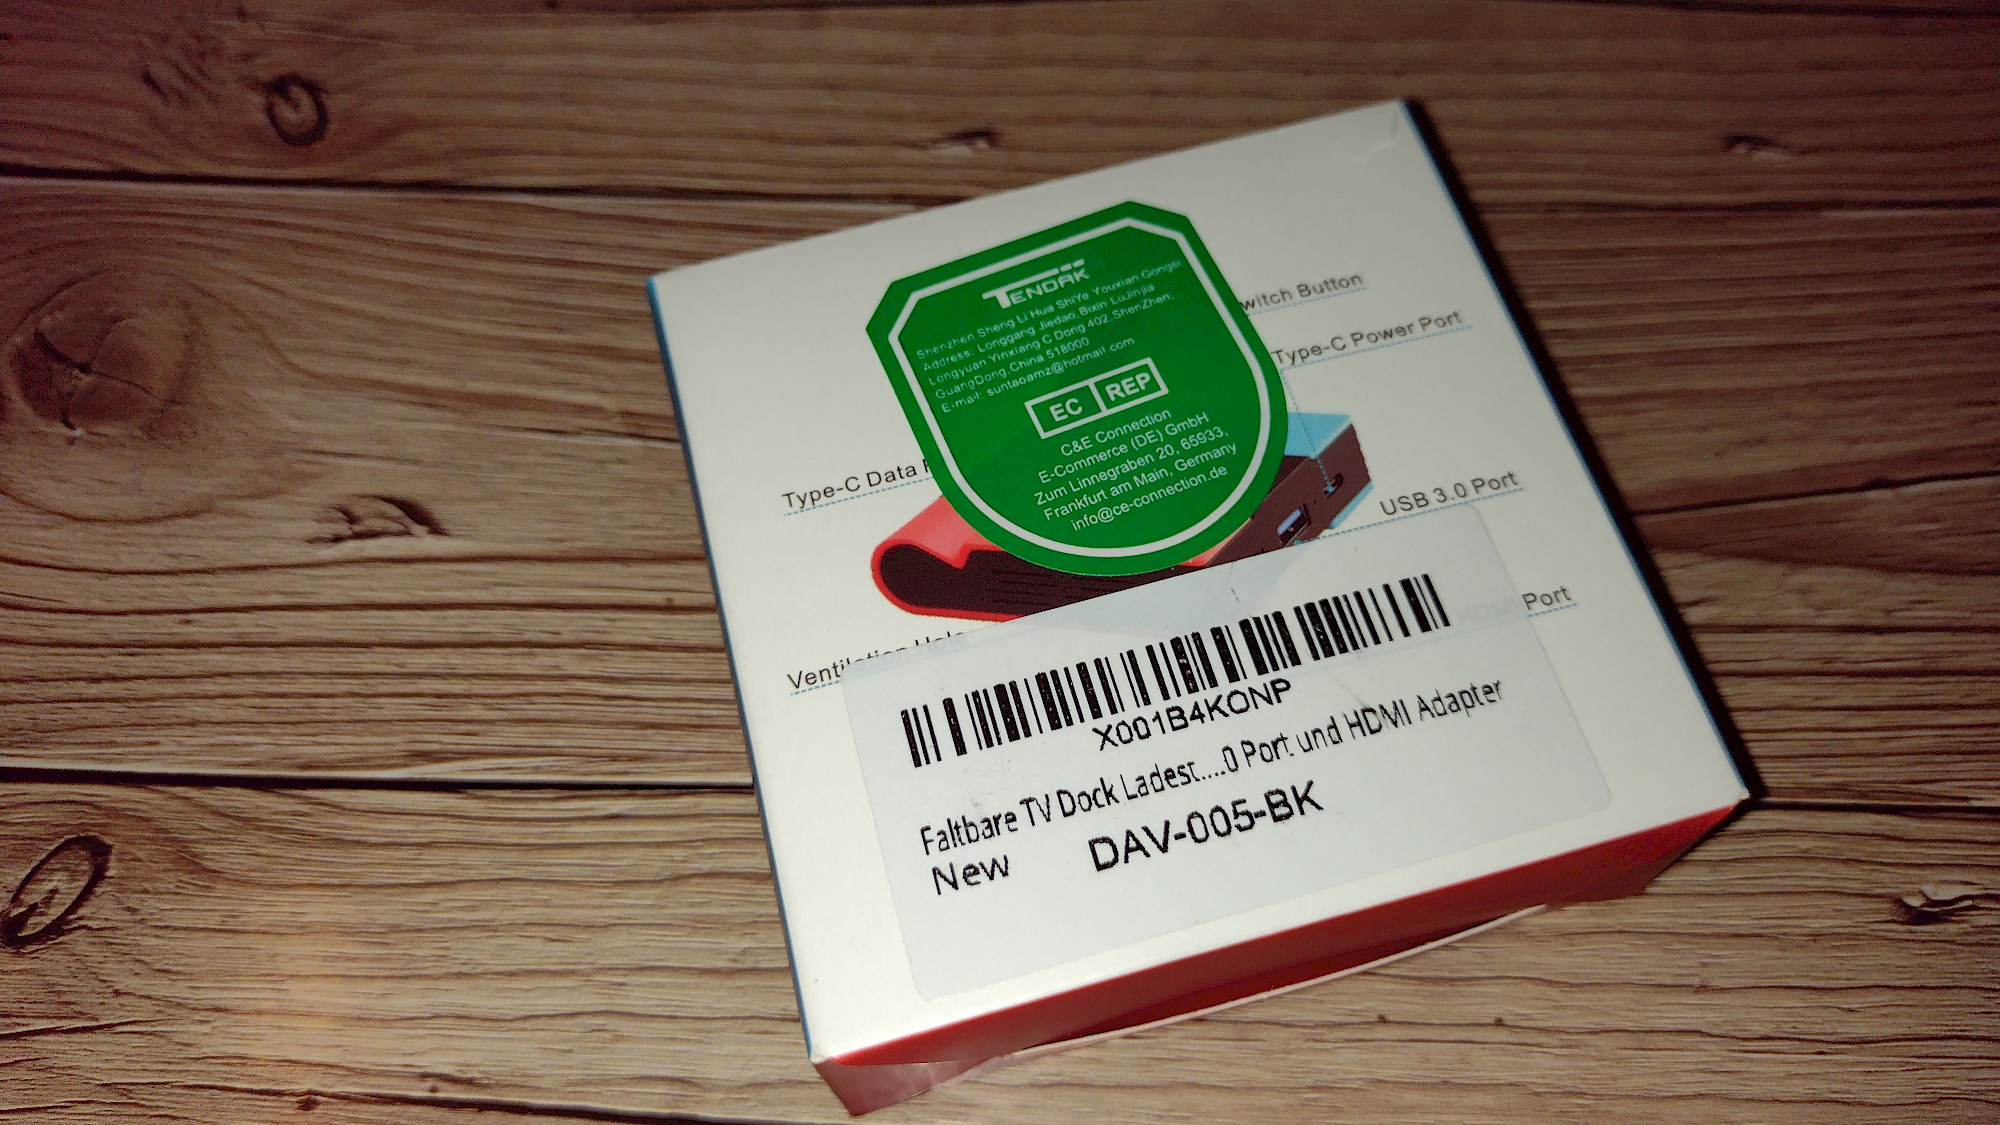 TENDAK
Shenzhen Sheng Li Hua ShiYe Youxian Gongsi
Address: Longgang Jiedao,Bixin LuJinjia
Longyuan Yinxiang C Dong 402,ShenZhen,
GuangDong,China 518000
E-mail: suntaoamz@hotmail.com
EC REP
C&E Connection
E-Commerce (DE) GmbH
Zum Linnegraben 20, 65933,
Frankfurt am Main, Germany
info@ce-connection.de
witch Button
Type-C Power Port
Type-C Data
USB 3.0 Port
HDMI Port
Ventilation Hole
X001B4KONP
Faltbare TV Dock Ladest....0 Port und HDMI Adapter
New DAV-005-BK